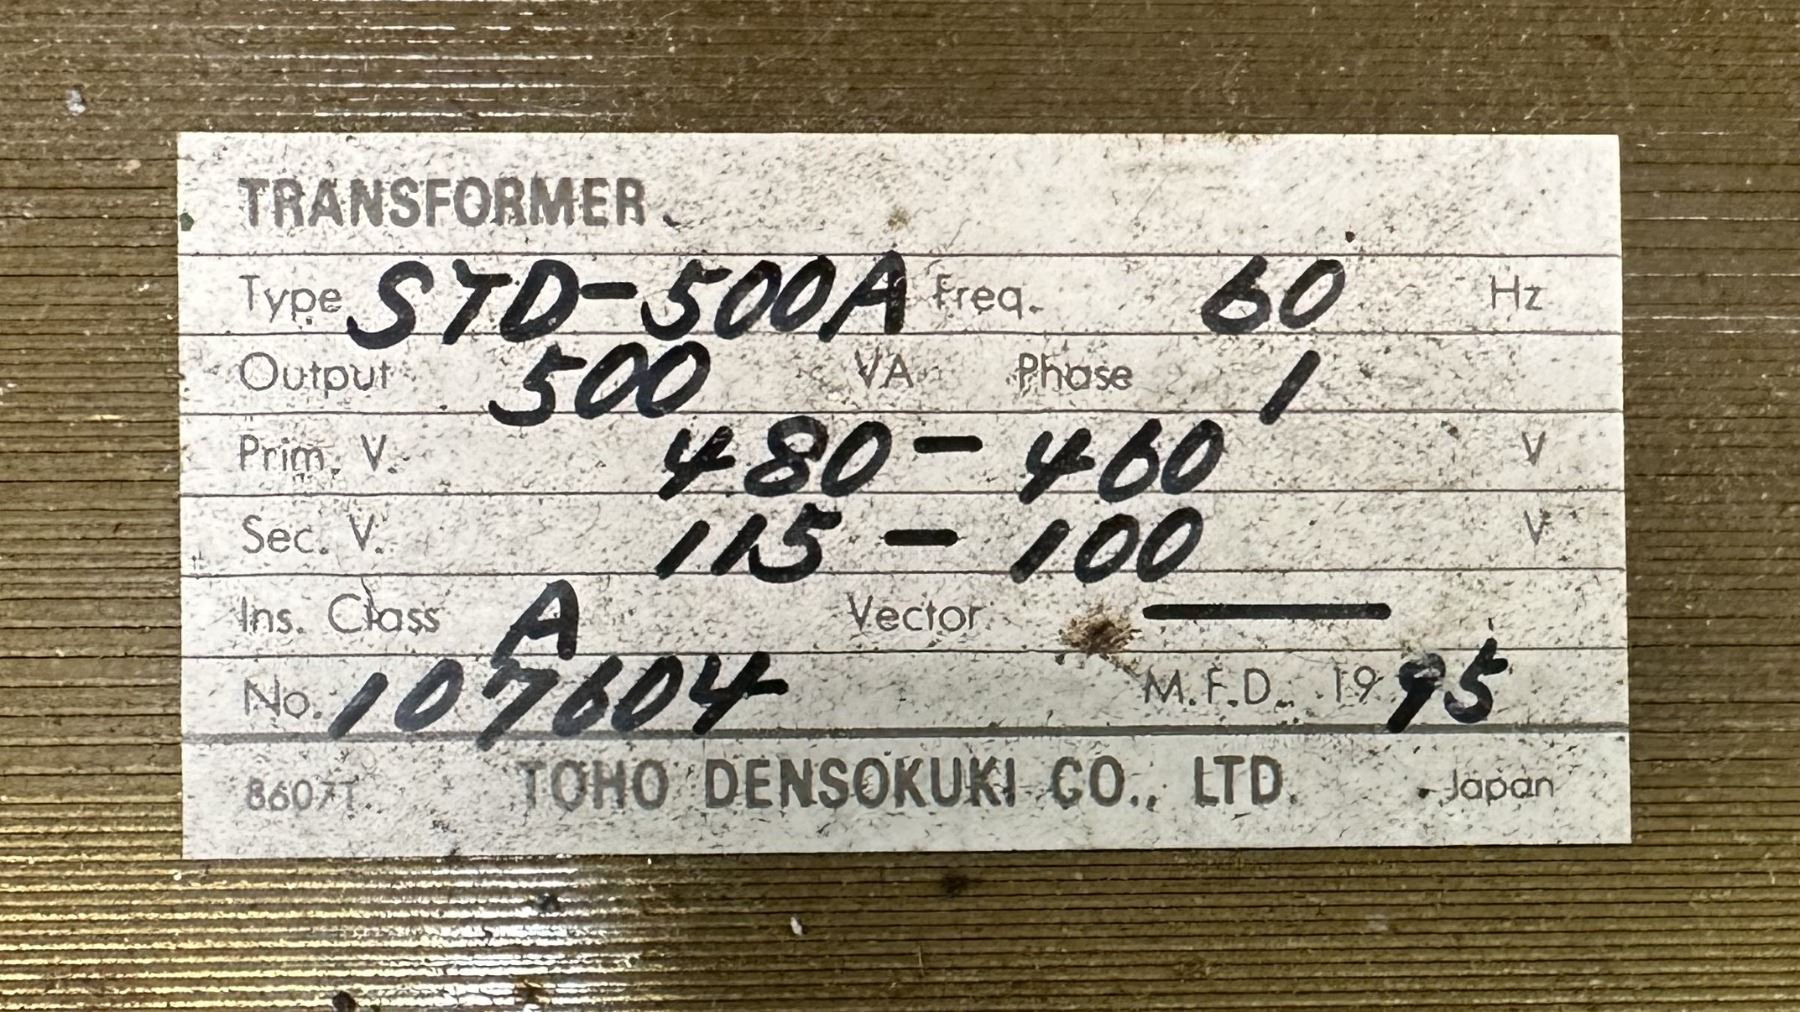 TRANSFORMER
Type STD-500A Freq. 60 Hz
Output 500 VA Phase 1
Prim. V. 480 - 460 V
Sec. V. 115 - 100 V
Ins. Class A Vector —
No. 107604 M.F.D. 1995
8607T TOHO DENSOKUKI CO., LTD. Japan